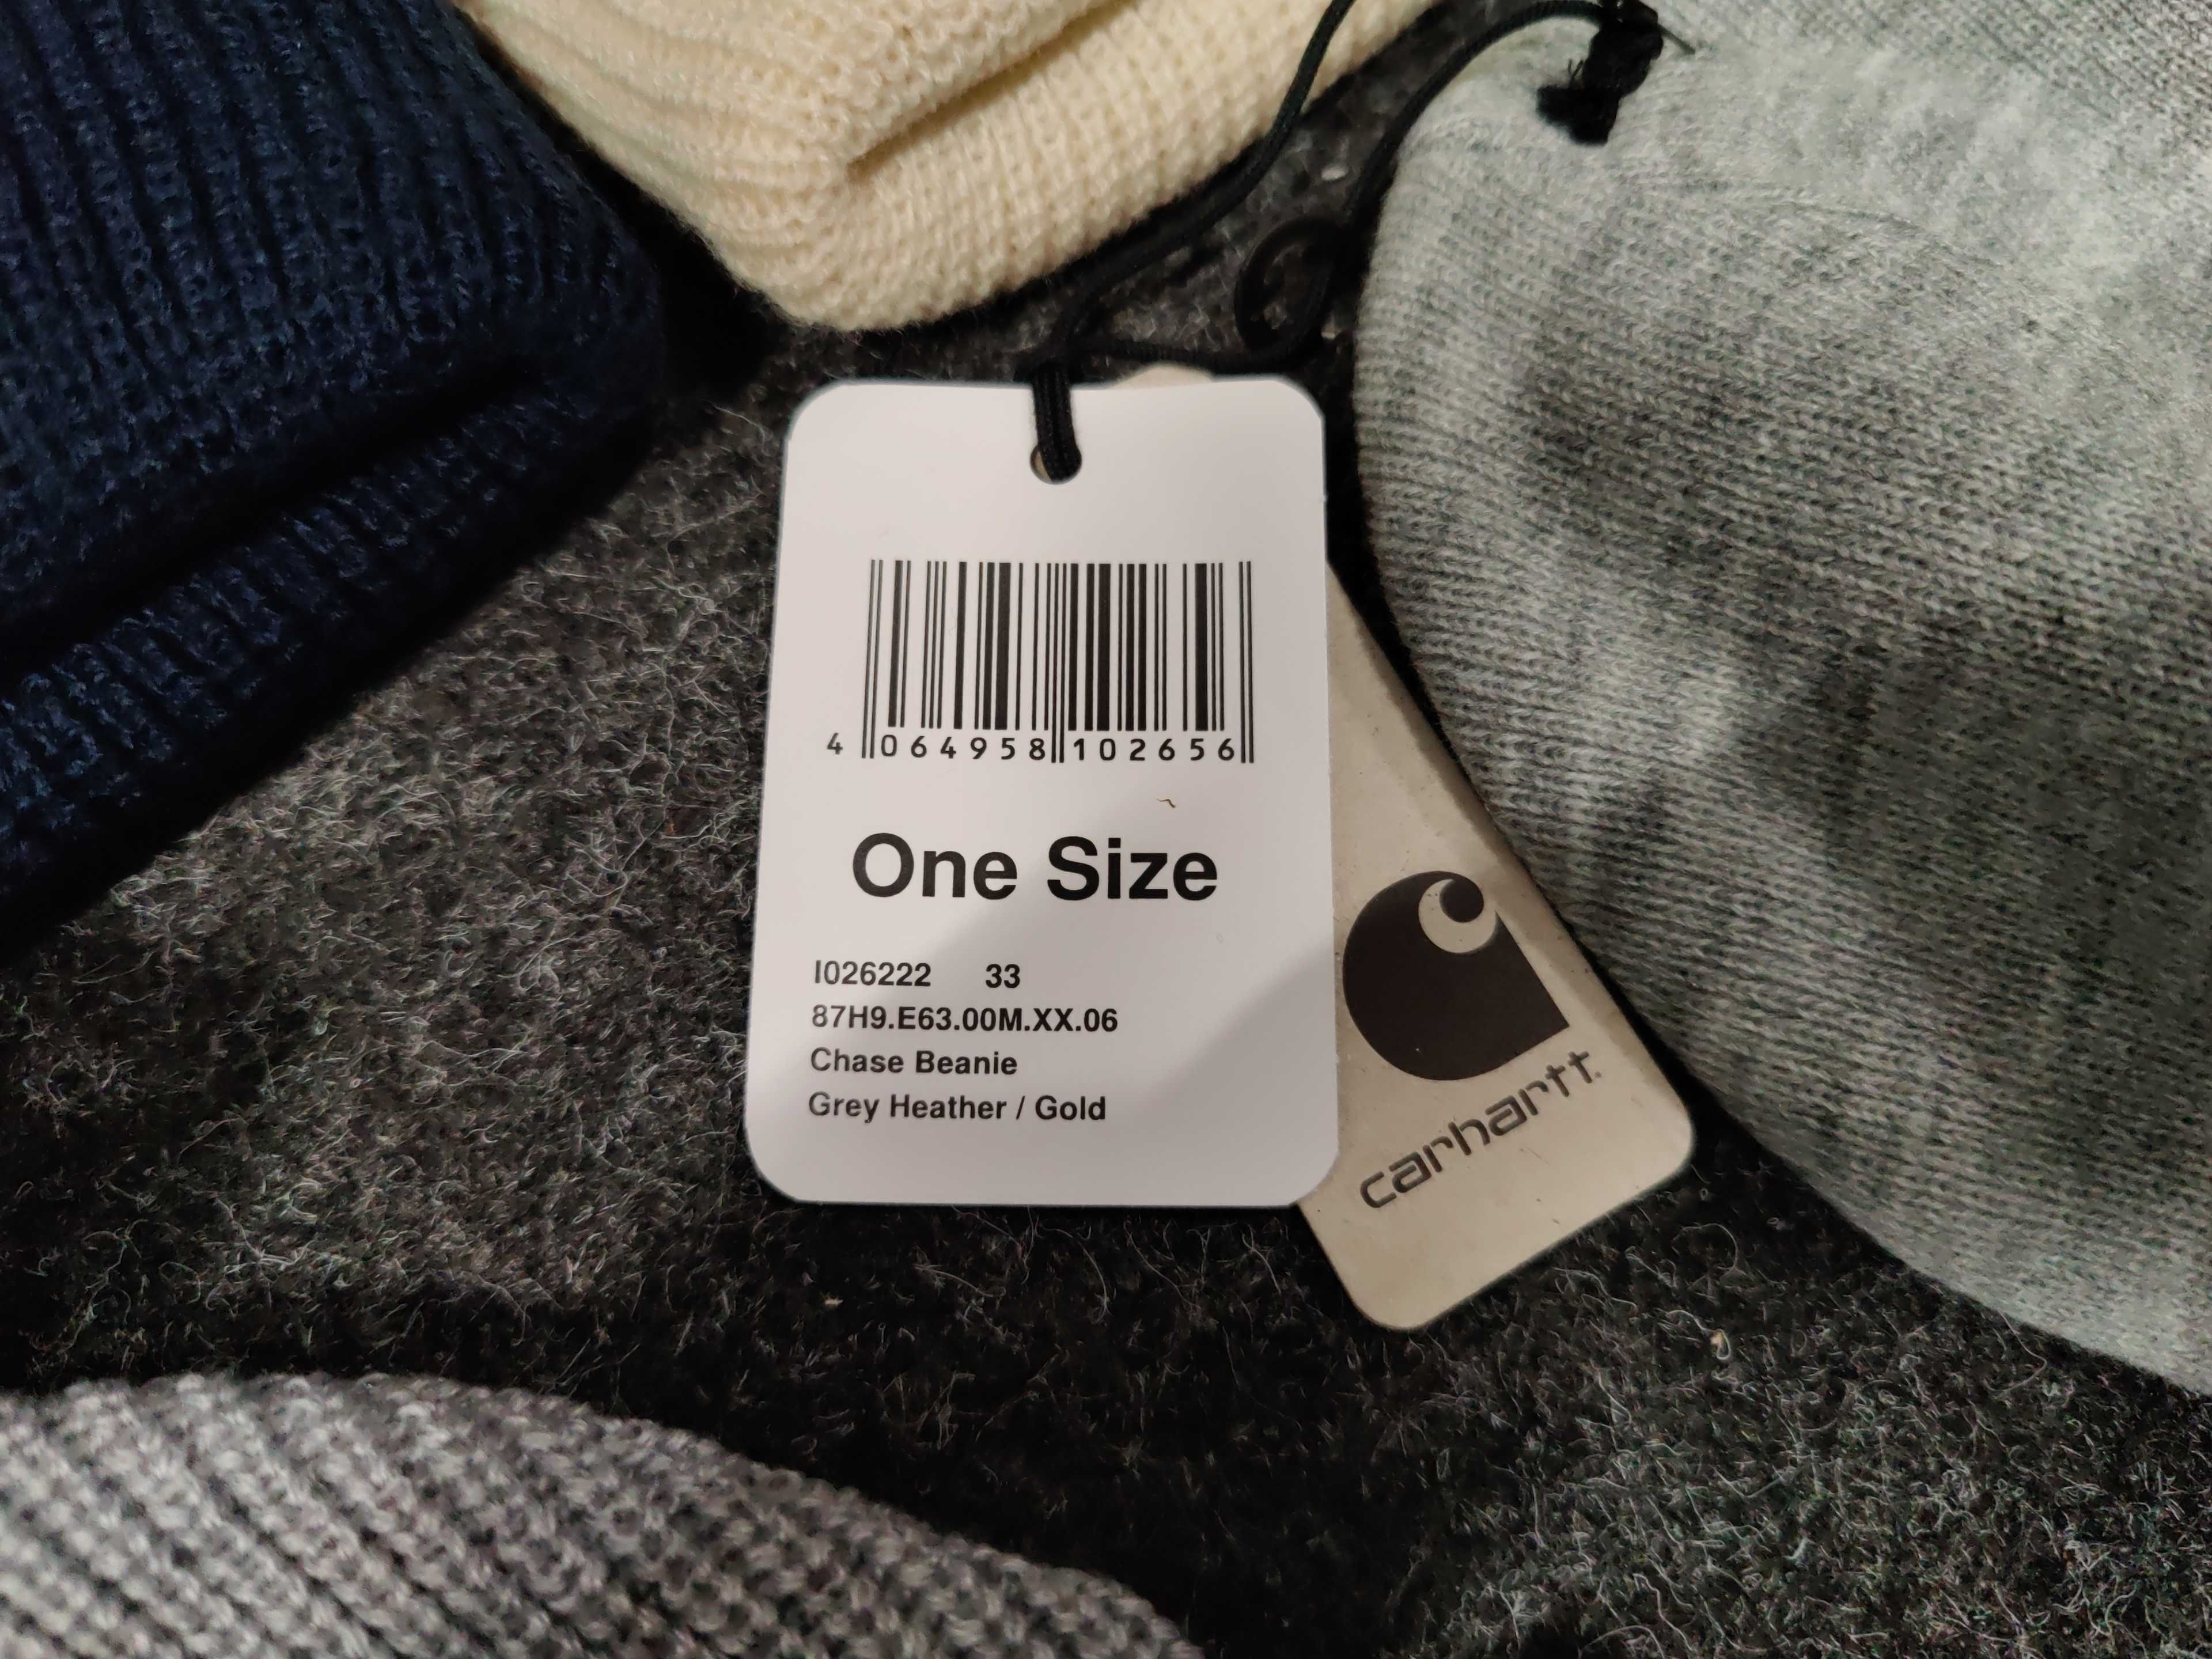 4 064958 102656
One Size
I026222 33
87H9.E63.00M.XX.06
Chase Beanie
Grey Heather / Gold
carhartt.